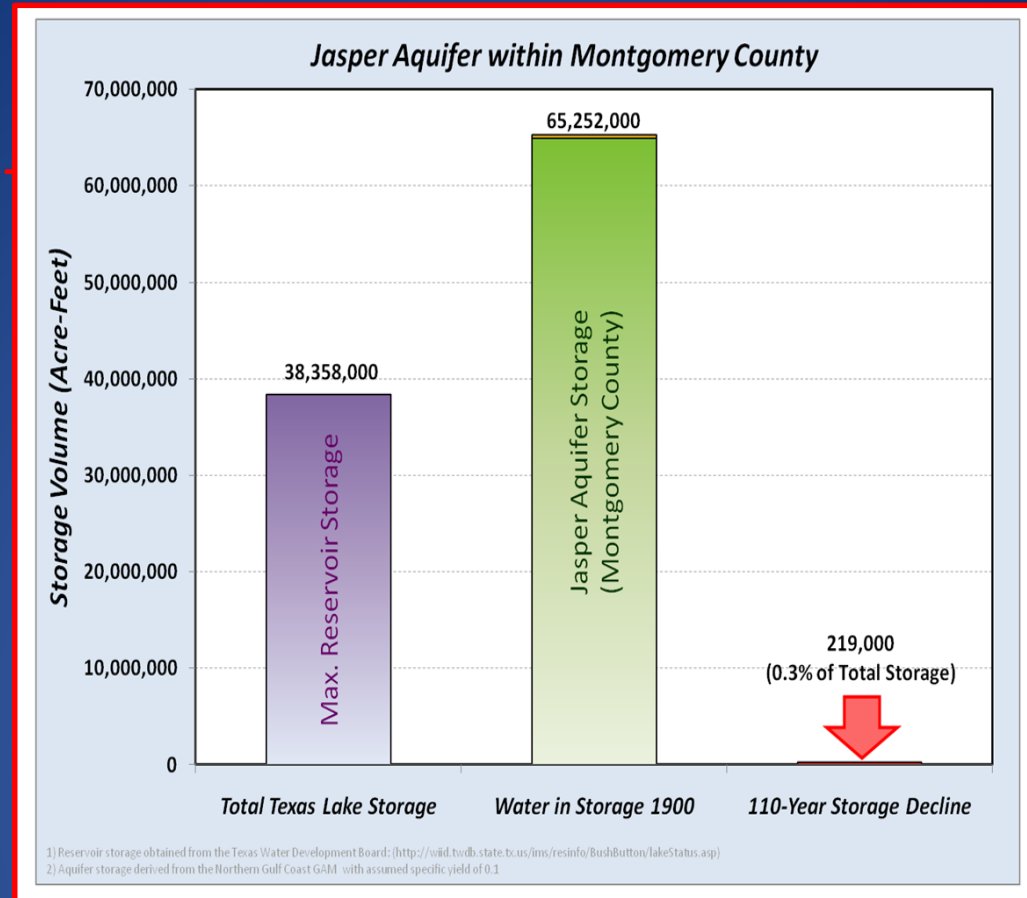 Jasper Aquifer within Montgomery County
70,000,000
60,000,000
50,000,000
40,000,000
30,000,000
20,000,000
10,000,000
0
Storage Volume (Acre-Feet)
38,358,000
Max. Reservoir Storage
65,252,000
Jasper Aquifer Storage
(Montgomery County)
219,000
(0.3% of Total Storage)
Total Texas Lake Storage
Water in Storage 1900
110-Year Storage Decline
1) Reservoir storage obtained from the Texas Water Development Board: (http://wiid.twdb.state.tx.us/ims/resinfo/BushButton/lakeStatus.asp)
2) Aquifer storage derived from the Northern Gulf Coast GAM with assumed specific yield of 0.1